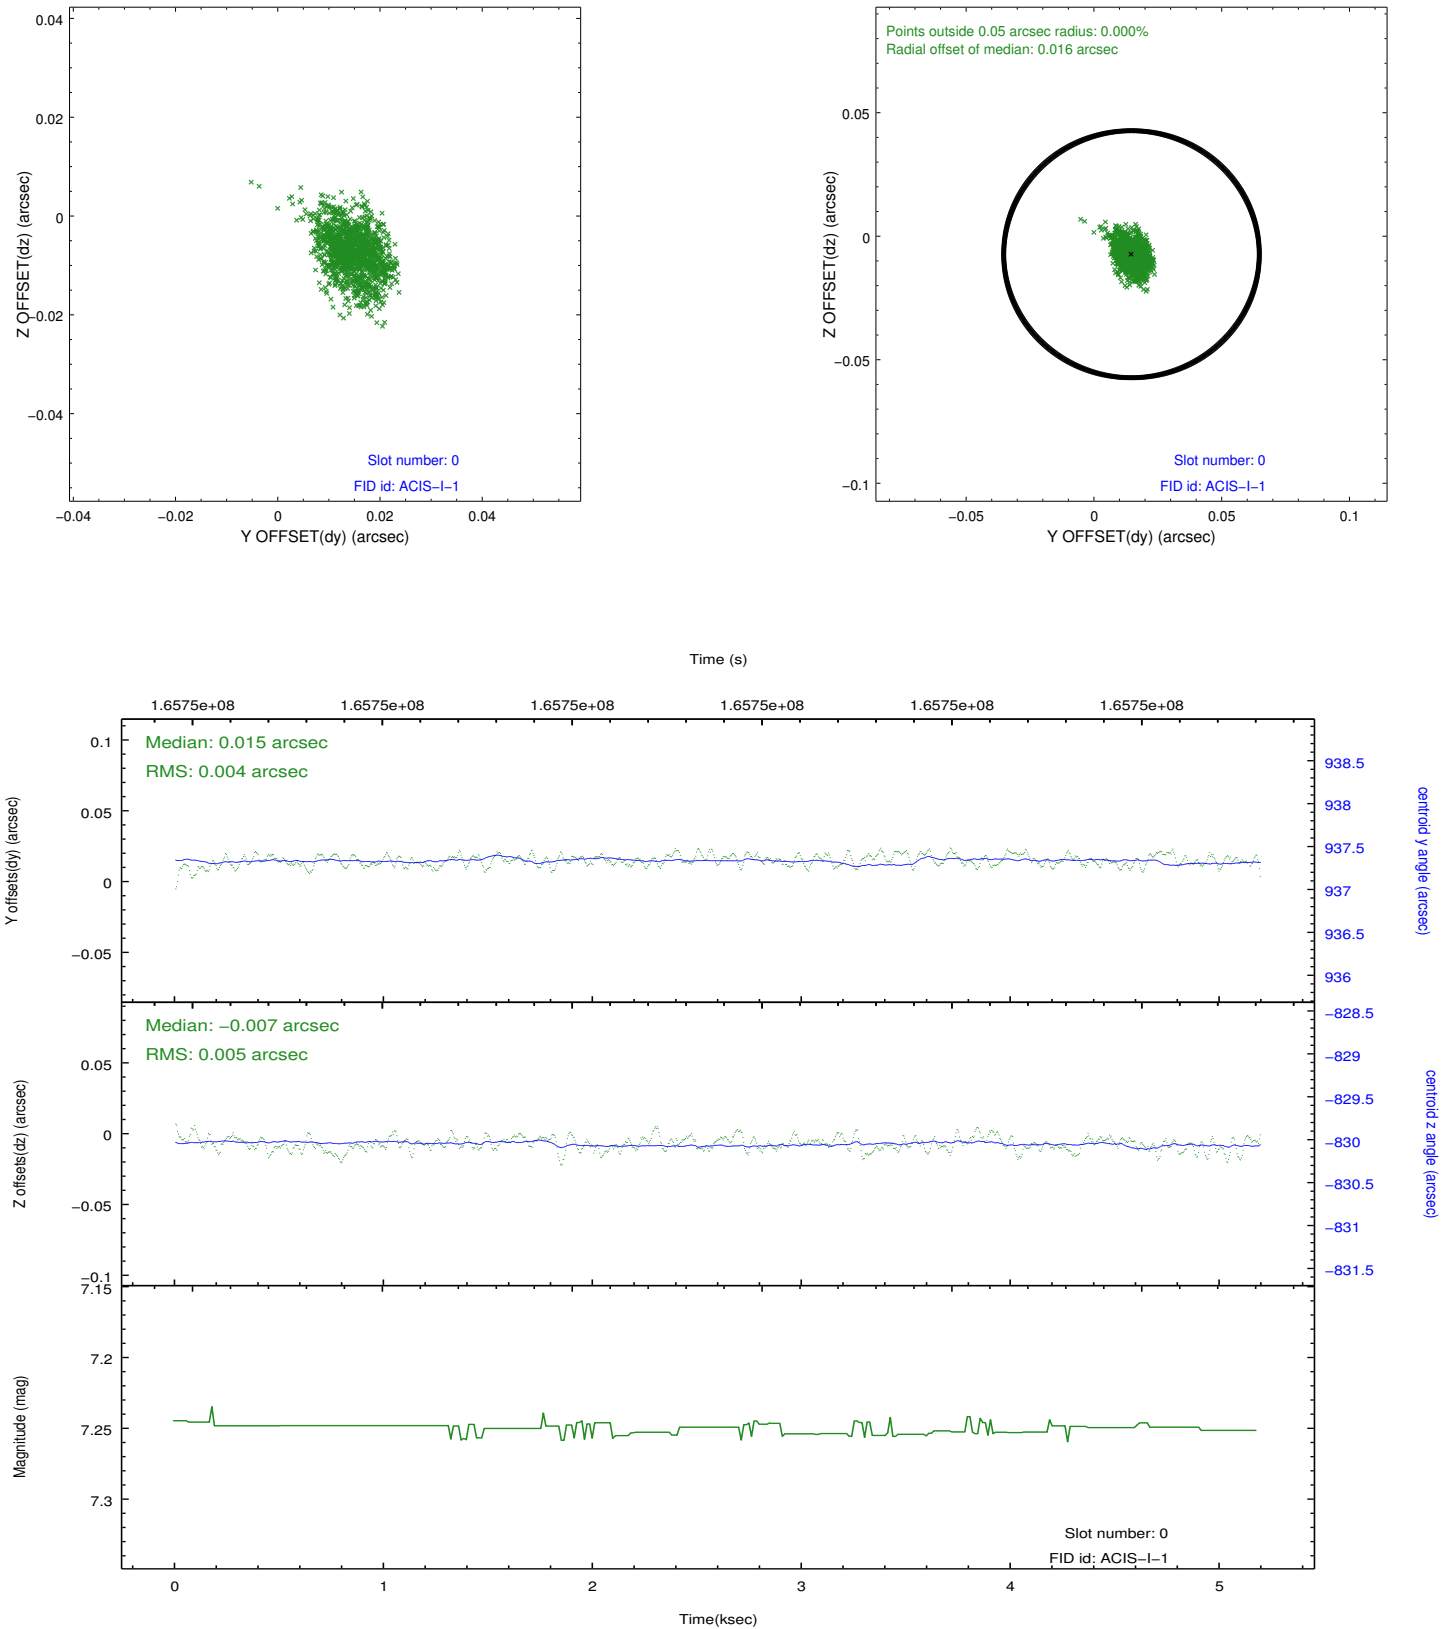 0.04
0.02
0
−0.02
−0.04
Z OFFSET(dz) (arcsec)
Slot number: 0
FID id: ACIS−I−1
−0.04
−0.02
0
0.02
0.04
Y OFFSET(dy) (arcsec)
Points outside 0.05 arcsec radius: 0.000%
Radial offset of median: 0.016 arcsec
0.05
0
−0.05
−0.1
Z OFFSET(dz) (arcsec)
Slot number: 0
FID id: ACIS−I−1
−0.05
0
0.05
0.1
Y OFFSET(dy) (arcsec)
Time (s)
1.6575e+08
1.6575e+08
1.6575e+08
1.6575e+08
1.6575e+08
1.6575e+08
Median: 0.015 arcsec
RMS: 0.004 arcsec
0.1
0.05
0
−0.05
Y offsets(dy) (arcsec)
938.5
938
937.5
937
936.5
936
centroid y angle (arcsec)
Median: −0.007 arcsec
RMS: 0.005 arcsec
0.05
0
−0.05
−0.1
Z offsets(dz) (arcsec)
−828.5
−829
−829.5
−830
−830.5
−831
−831.5
centroid z angle (arcsec)
7.15
7.2
7.25
7.3
Magnitude (mag)
Slot number: 0
FID id: ACIS−I−1
0
1
2
3
4
5
Time(ksec)